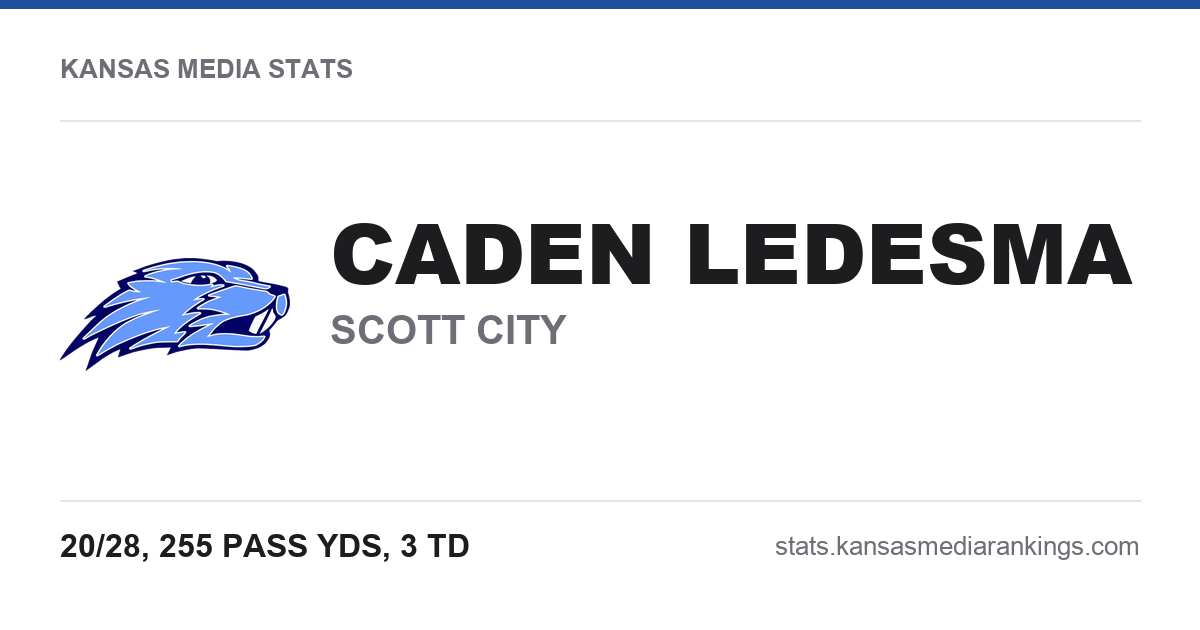 KANSAS MEDIA STATS
CADEN LEDESMA
SCOTT CITY
20/28, 255 PASS YDS, 3 TD
stats.kansasmediarankings.com